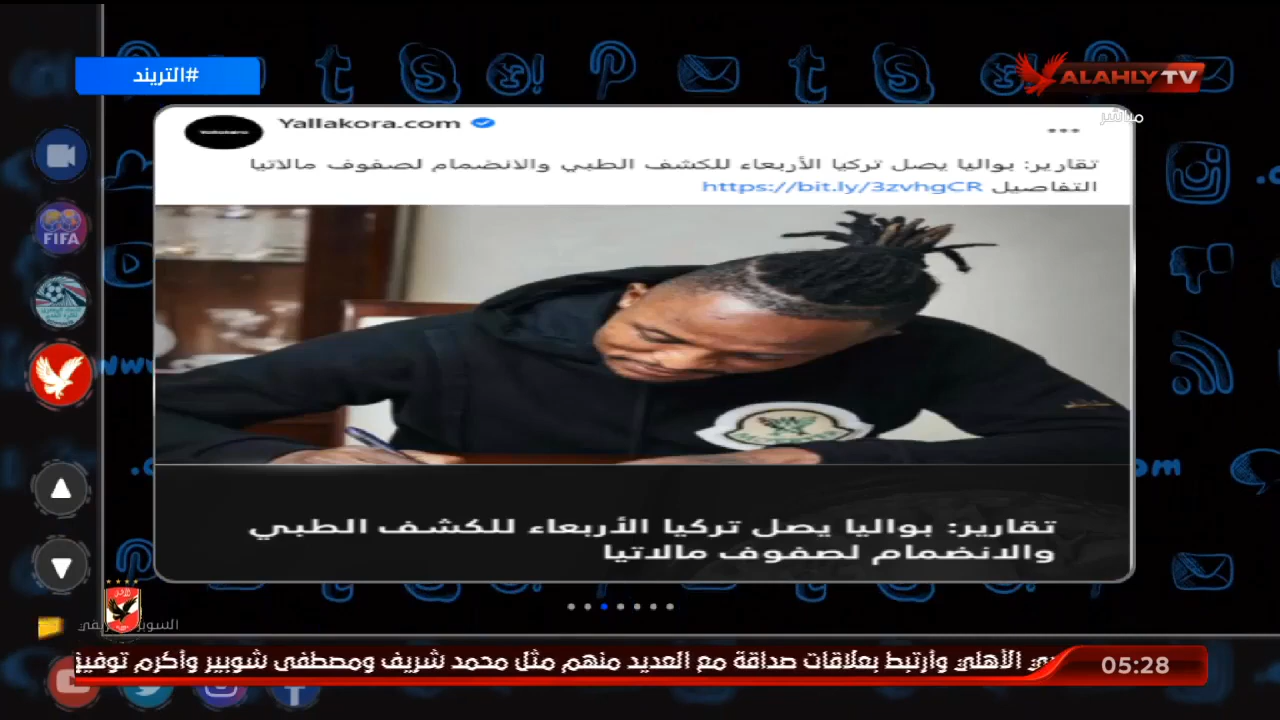 #التريند
ALAHLY TV
مباشر
Yallakora.com
تقارير: بواليا يصل تركيا الأربعاء للكشف الطبي والانضمام لصفوف مالاتيا
التفاصيل https://bit.ly/3zvhgCR
FIFA
تقارير: بواليا يصل تركيا الأربعاء للكشف الطبي
والانضمام لصفوف مالاتيا
السوبر
الأهلي وأرتبط بعلاقات صداقة مع العديد منهم مثل محمد شريف ومصطفى شوبير وأكرم توفيق
05:28